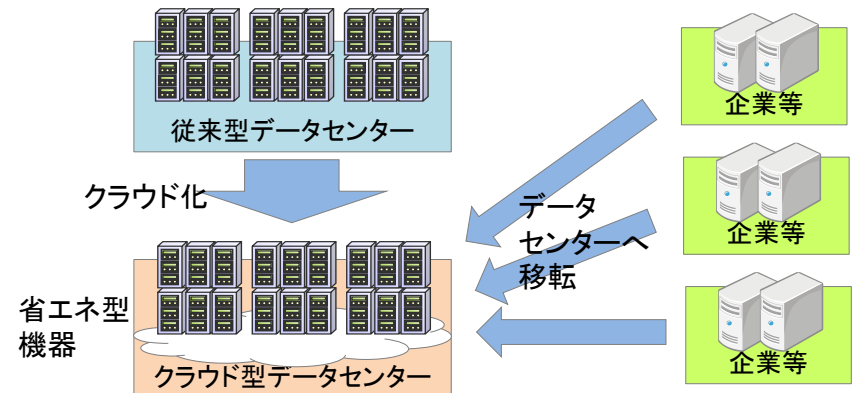 従来型データセンター
クラウド化
省エネ型
機器
クラウド型データセンター
データ
センターへ
移転
企業等
企業等
企業等